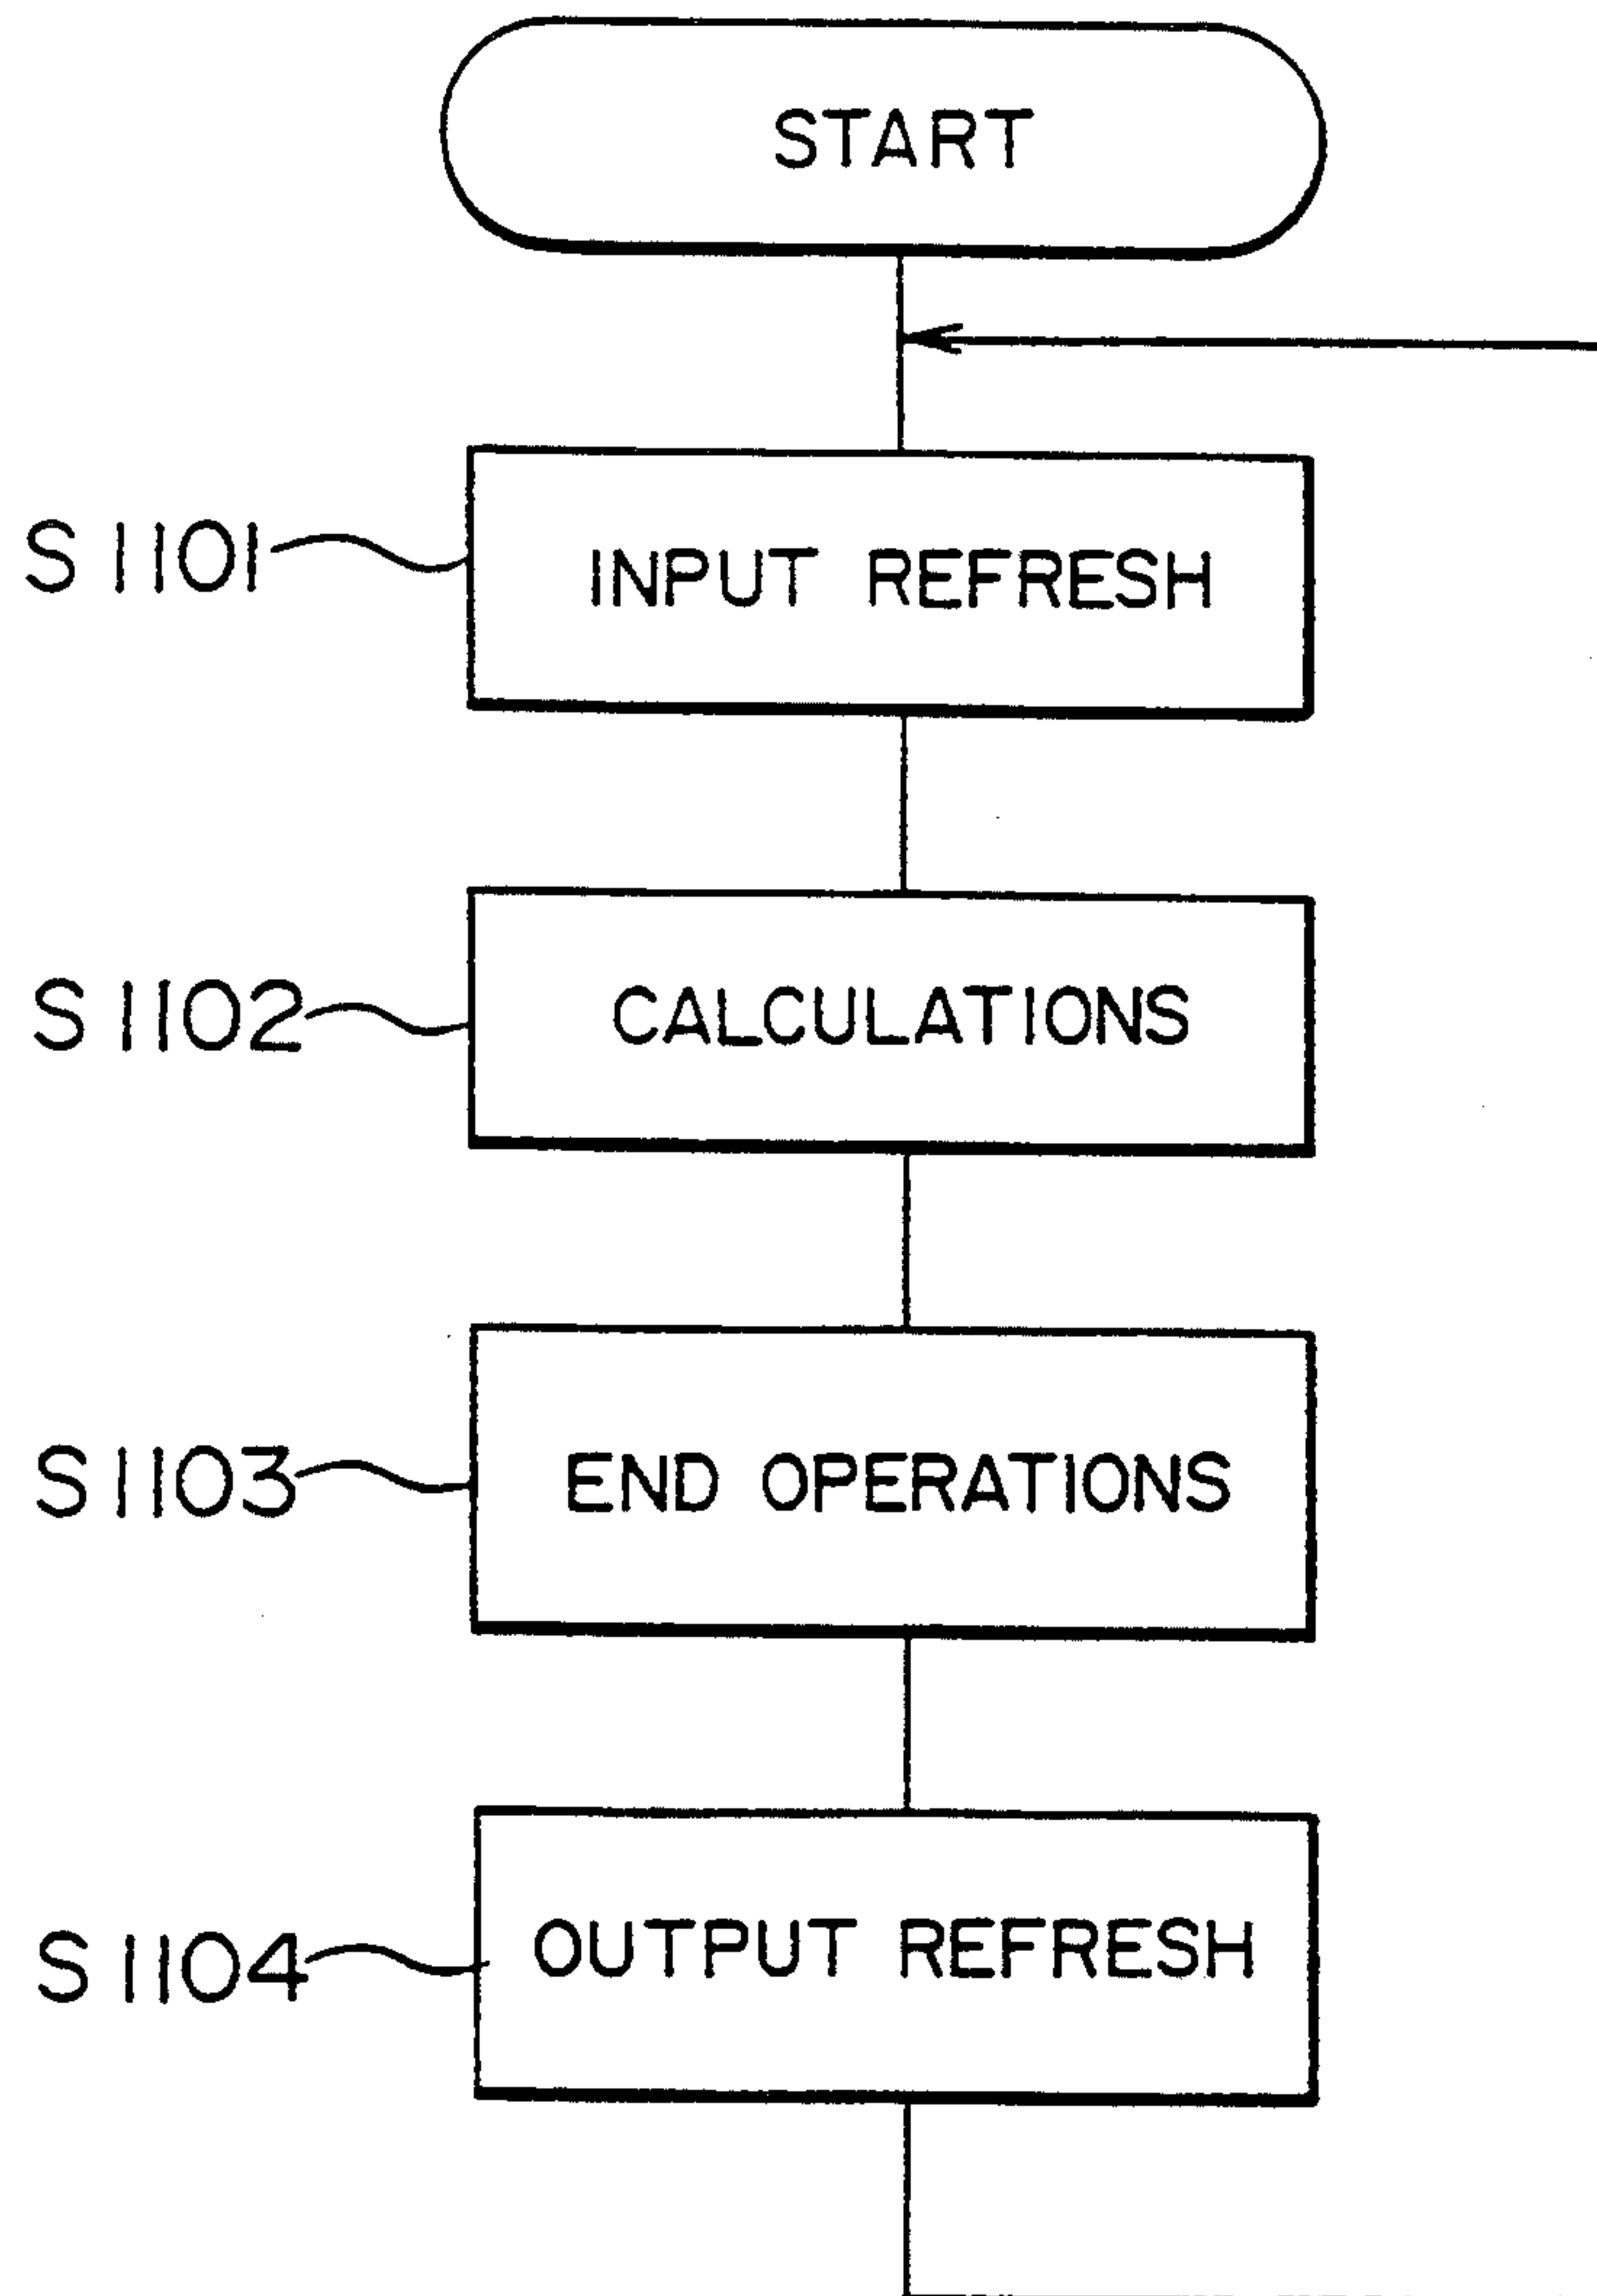 START
S1101 INPUT REFRESH
S1102 CALCULATIONS
S1103 END OPERATIONS
S1104 OUTPUT REFRESH